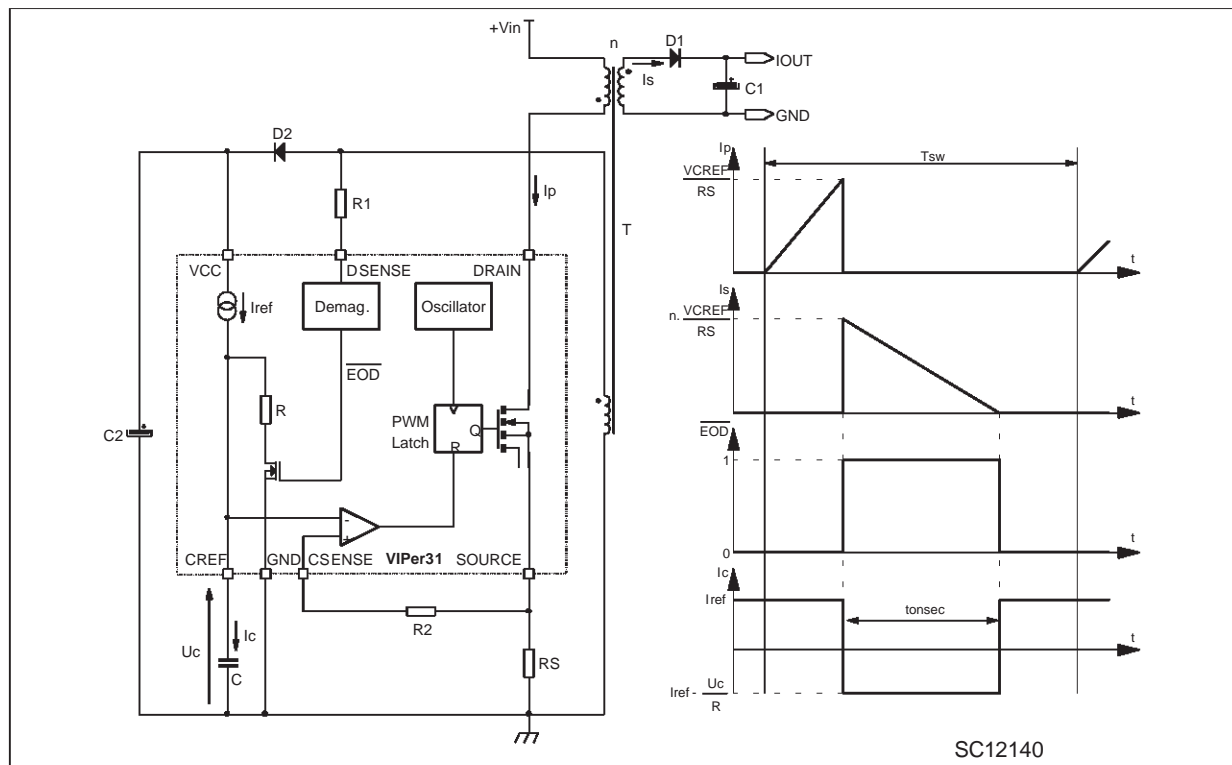 +Vin
n
D1
IOUT
Is
C1
GND
D2
R1
Ip
T
VCC
DSENSE
DRAIN
Iref
Demag.
Oscillator
EOD
R
PWM
Latch
Q
R
C2
-
+
CREF
GND
CSENSE
VIPer31
SOURCE
R2
Uc
Ic
C
RS
Ip
Tsw
VCREF
RS
t
Is
n. VCREF
RS
t
EOD
1
0
t
Ic
Iref
tonsec
t
Iref - Uc
R
SC12140